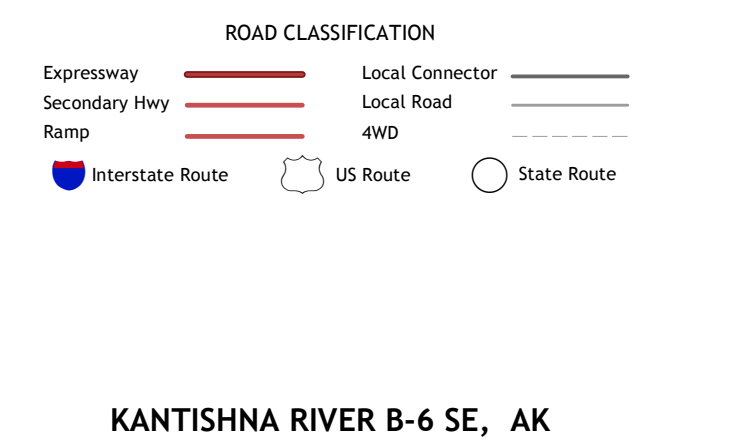 ROAD CLASSIFICATION
Expressway
Local Connector
Secondary Hwy
Local Road
Ramp
4WD
Interstate Route
US Route
State Route
KANTISHNA RIVER B-6 SE, AK